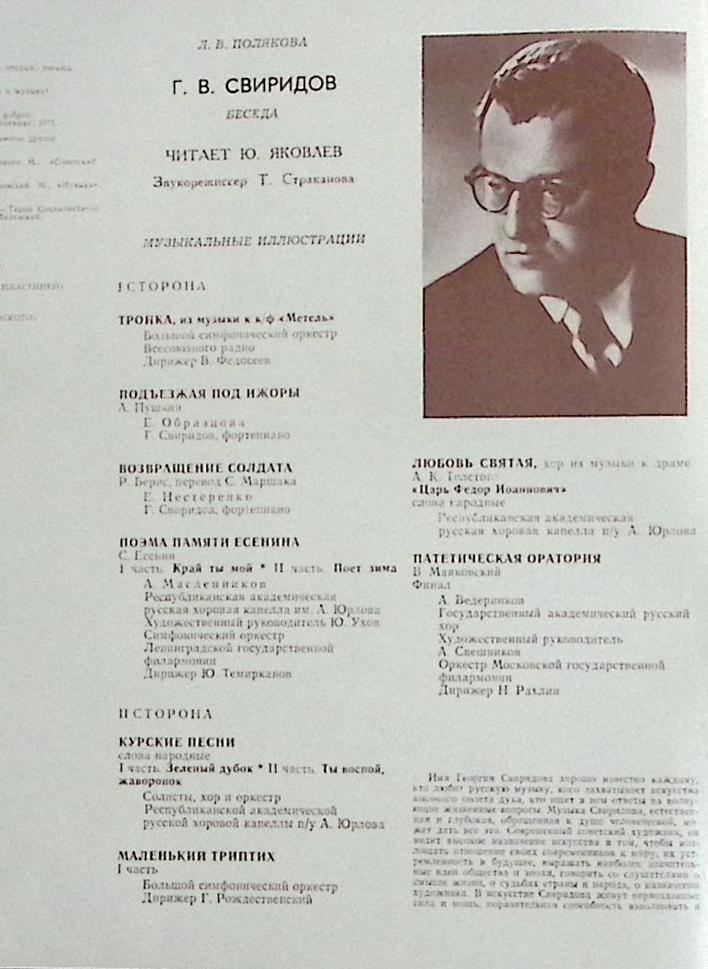 Л. В. ПОЛЯКОВА
Г. В. СВИРИДОВ
БЕСЕДА
ЧИТАЕТ Ю. ЯКОВЛЕВ
Звукорежиссер Т. Страканова
МУЗЫКАЛЬНЫЕ ИЛЛЮСТРАЦИИ
I СТОРОНА
ТРОЙКА, из музыки к к/ф «Метель»
Большой симфонический оркестр
Всесоюзного радио
Дирижер В. Федосеев
ПОДЪЕЗЖАЯ ПОД ИЖОРЫ
А. Пушкин
Е. Образцова
Г. Свиридов, фортепиано
ВОЗВРАЩЕНИЕ СОЛДАТА
Р. Бернс, перевод С. Маршака
Е. Нестеренко
Г. Свиридов, фортепиано
ПОЭМА ПАМЯТИ ЕСЕНИНА
С. Есенин
I часть. Край ты мой * II часть. Поет зима
А. Масленников
Республиканская академическая
русская хоровая капелла им. А. Юрлова
Художественный руководитель Ю. Ухов
Симфонический оркестр
Ленинградской государственной
филармонии
Дирижер Ю. Темирканов
II СТОРОНА
КУРСКИЕ ПЕСНИ
слова народные
I часть. Зеленый дубок * II часть. Ты воспой,
жаворонок
Солисты, хор и оркестр
Республиканской академической
русской хоровой капеллы п/у А. Юрлова
МАЛЕНЬКИЙ ТРИПТИХ
I часть
Большой симфонический оркестр
Дирижер Г. Рождественский
ЛЮБОВЬ СВЯТАЯ, хор из музыки к драме
А. К. Толстого
«Царь Федор Иоаннович»
слова народные
Республиканская академическая
русская хоровая капелла п/у А. Юрлова
ПАТЕТИЧЕСКАЯ ОРАТОРИЯ
В. Маяковский
Финал
А. Ведерников
Государственный академический русский
хор
Художественный руководитель
А. Свешников
Оркестр Московской государственной
филармонии
Дирижер Н. Рахлин
Имя Георгия Свиридова хорошо известно каждому,
кто любит русскую музыку, кого захватывает искусство
высокого полета духа, кто ищет в нем ответы на волну-
ющие жизненные вопросы. Музыка Свиридова, естествен-
ная и глубокая, обращенная к душе человеческой, мо-
жет дать все это. Современный советский художник, он
видит высокое назначение искусства в том, чтобы воп-
лощать отношение своих современников к миру, их уст-
ремленность в будущее, выражать наиболее значитель-
ные идеи общества и эпохи, говорить со слушателями о
смысле жизни, о судьбах страны и народа, о назначении
художника. В искусстве Свиридова живут первозданные
сила и мощь, поразительная способность взволновать и